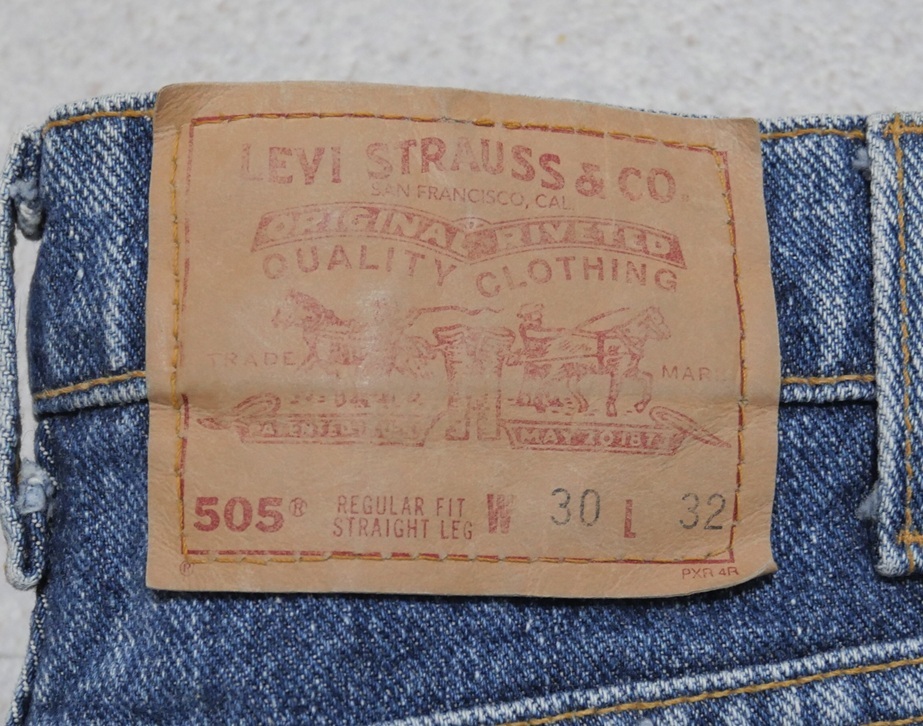 LEVI STRAUSS & CO.
SAN FRANCISCO, CAL
ORIGINAL RIVETED
QUALITY CLOTHING
TRADE MARK
PATENTED MAY 20 1873
505® REGULAR FIT W 30 L 32
STRAIGHT LEG
® PXR 4R